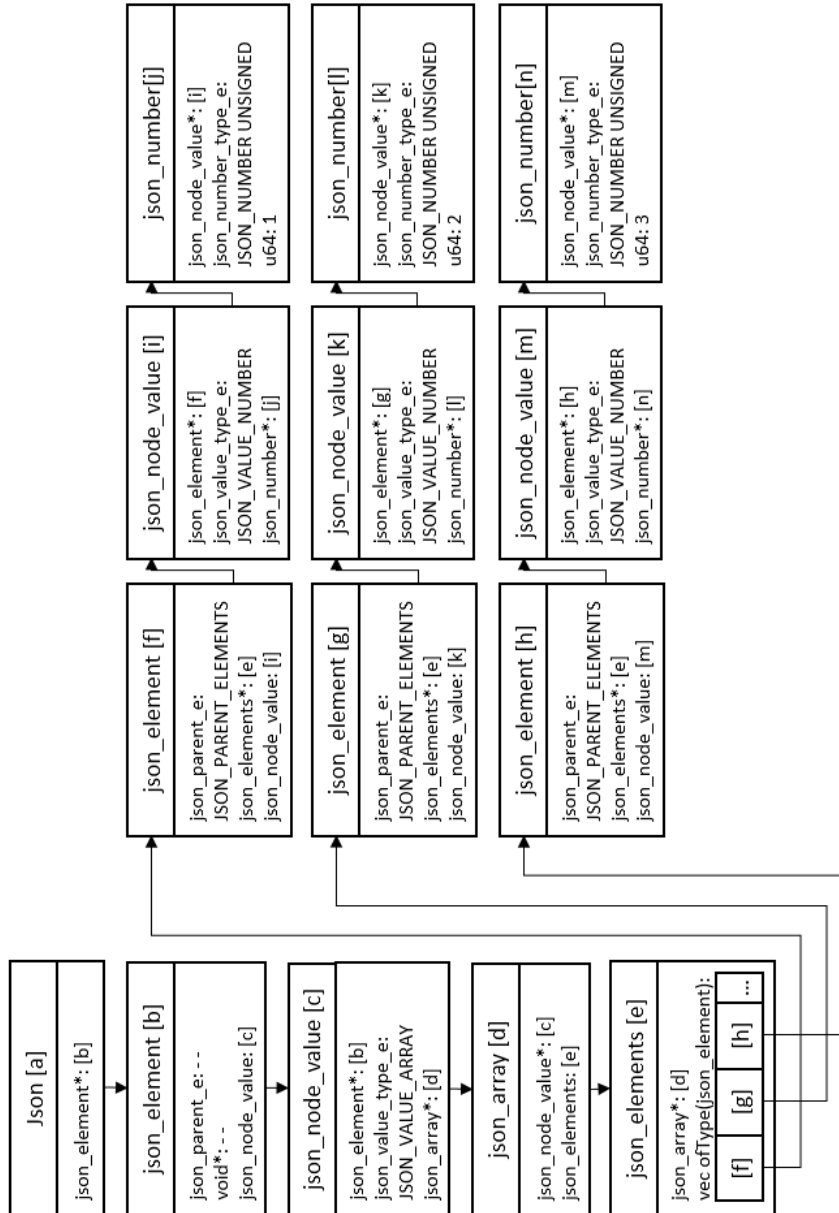 Json [a]
json_element*: [b]
json_element [b]
json_parent_e: - -
void*: - -
json_node_value: [c]
json_node_value [c]
json_element*: [b]
json_value_type_e:
JSON_VALUE_ARRAY
json_array*: [d]
json_array [d]
json_node_value*: [c]
json_elements: [e]
json_elements [e]
json_array*: [d]
vec ofType(json_element):
[f] [g] [h] ...
json_element [f]
json_parent_e:
JSON_PARENT_ELEMENTS
json_elements*: [e]
json_node_value: [i]
json_node_value [i]
json_element*: [f]
json_value_type_e:
JSON_VALUE_NUMBER
json_number*: [j]
json_number[j]
json_node_value*: [i]
json_number_type_e:
JSON_NUMBER UNSIGNED
u64: 1
json_element [g]
json_parent_e:
JSON_PARENT_ELEMENTS
json_elements*: [e]
json_node_value: [k]
json_node_value [k]
json_element*: [g]
json_value_type_e:
JSON_VALUE_NUMBER
json_number*: [l]
json_number[l]
json_node_value*: [k]
json_number_type_e:
JSON_NUMBER UNSIGNED
u64: 2
json_element [h]
json_parent_e:
JSON_PARENT_ELEMENTS
json_elements*: [e]
json_node_value: [m]
json_node_value [m]
json_element*: [h]
json_value_type_e:
JSON_VALUE_NUMBER
json_number*: [n]
json_number[n]
json_node_value*: [m]
json_number_type_e:
JSON_NUMBER UNSIGNED
u64: 3